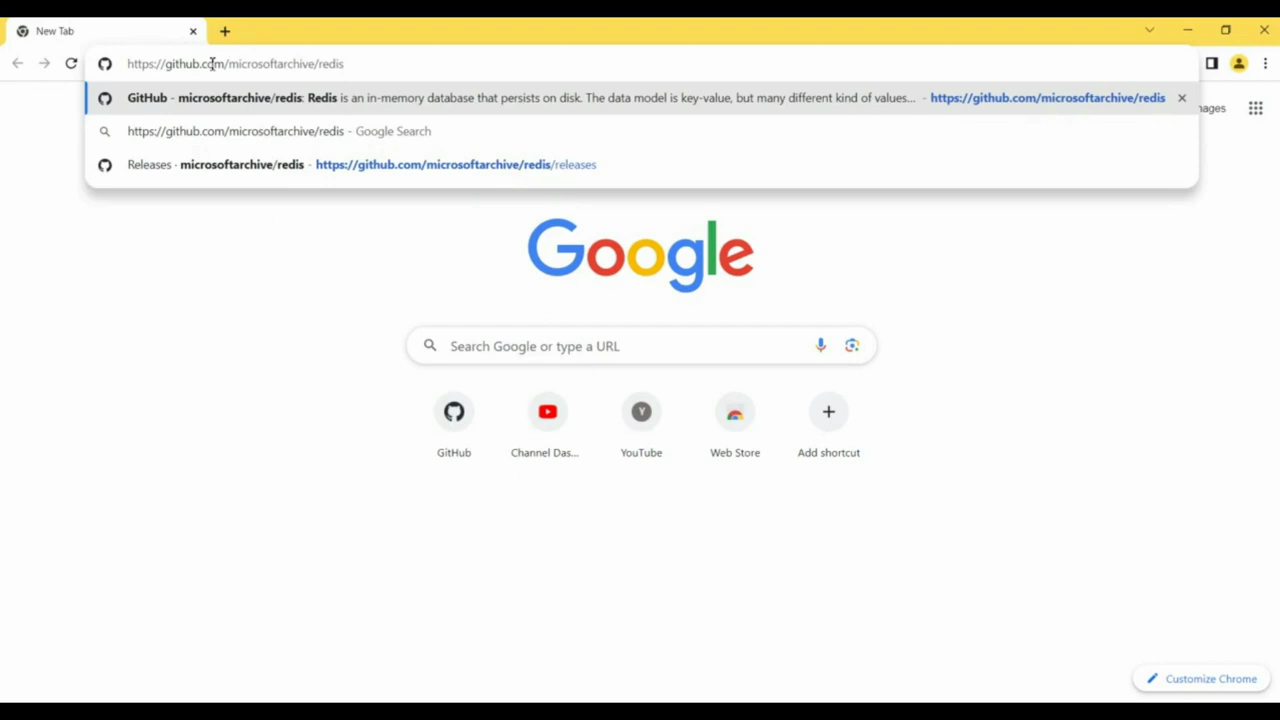 New Tab
https://github.com/microsoftarchive/redis
GitHub - microsoftarchive/redis: Redis is an in-memory database that persists on disk. The data model is key-value, but many different kind of values... - https://github.com/microsoftarchive/redis
ages
https://github.com/microsoftarchive/redis - Google Search
Releases - microsoftarchive/redis - https://github.com/microsoftarchive/redis/releases
Google
Search Google or type a URL
Y
GitHub Channel Das... YouTube Web Store Add shortcut
Customize Chrome